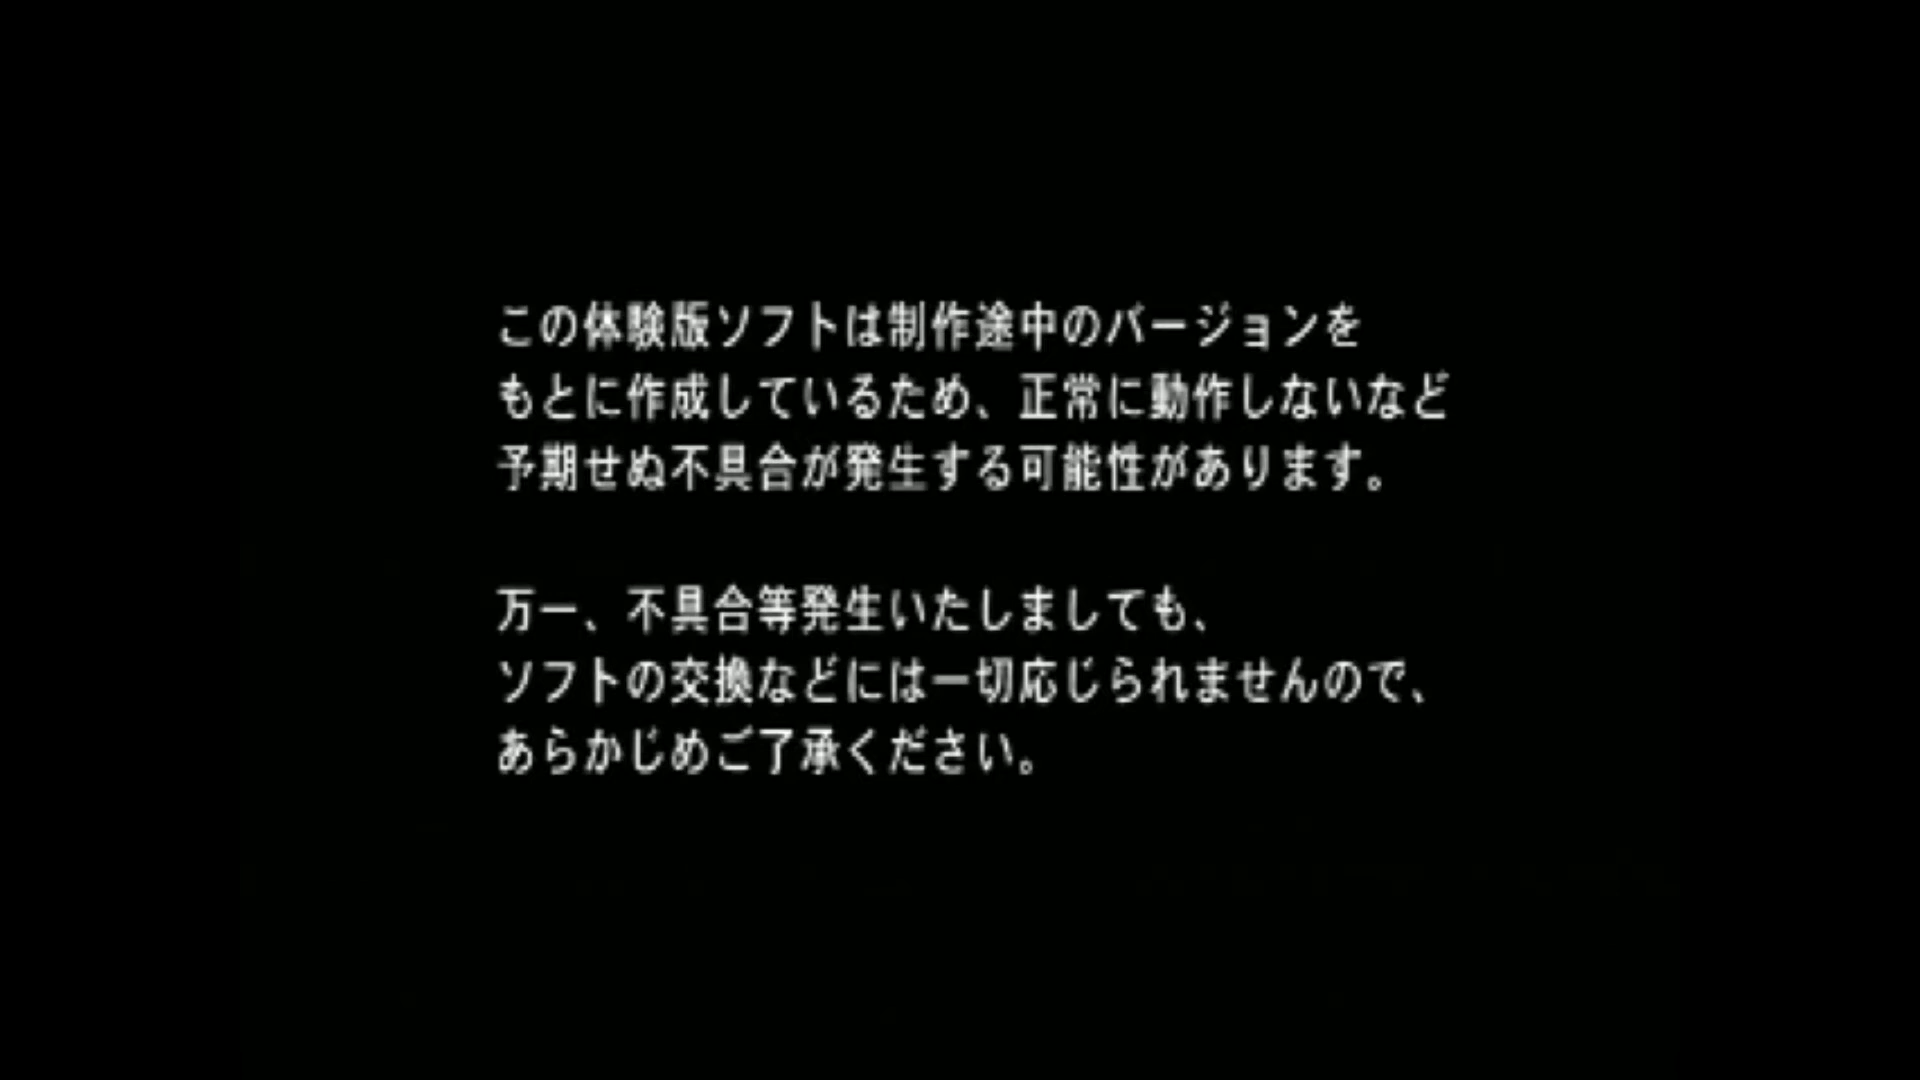 この体験版ソフトは制作途中のバージョンを
もとに作成しているため、正常に動作しないなど
予期せぬ不具合が発生する可能性があります。
万一、不具合等発生いたしましても、
ソフトの交換などには一切応じられませんので、
あらかじめご了承ください。